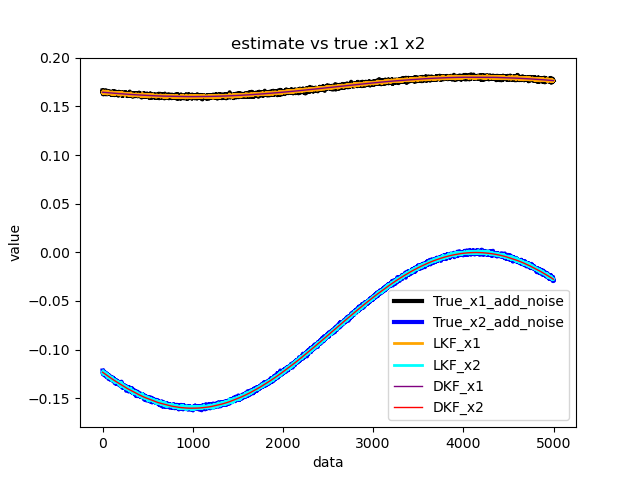 estimate vs true :x1 x2
value
0.20
0.15
0.10
0.05
0.00
−0.05
−0.10
−0.15
True_x1_add_noise
True_x2_add_noise
LKF_x1
LKF_x2
DKF_x1
DKF_x2
0 1000 2000 3000 4000 5000
data